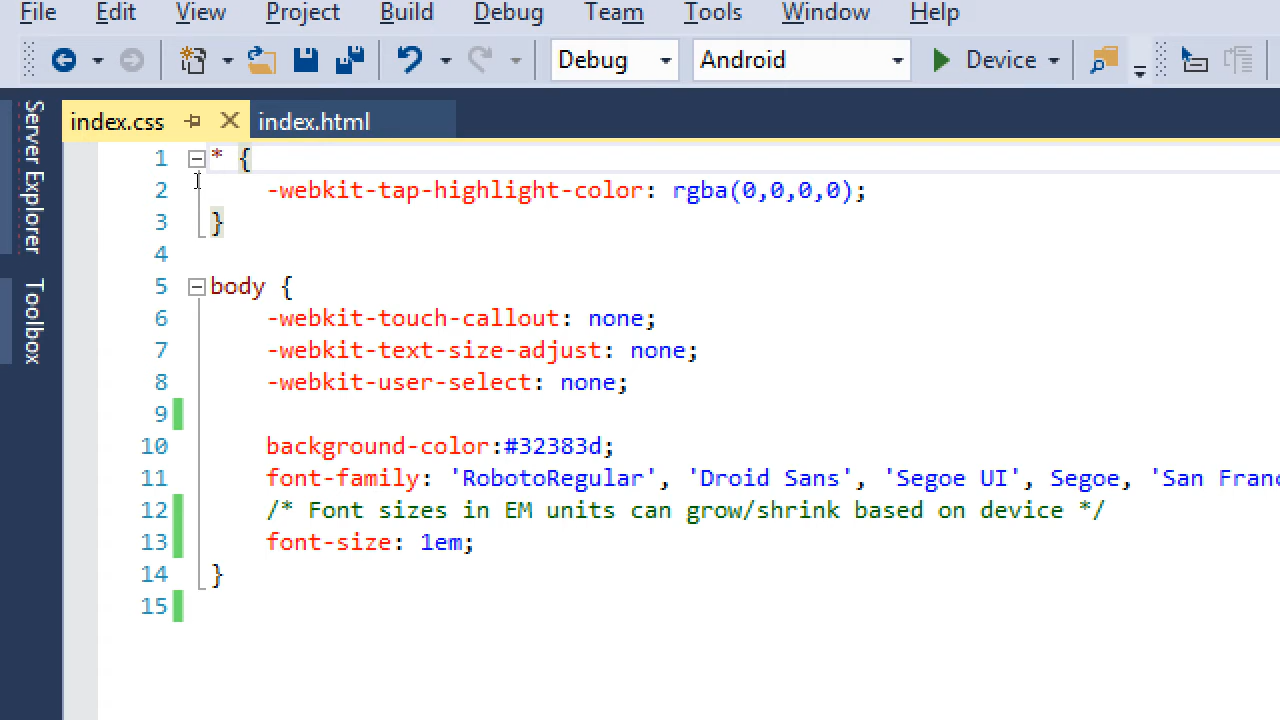 File Edit View Project Build Debug Team Tools Window Help
Debug Android Device
index.css index.html
Server Explorer
Toolbox
1 * {
2 -webkit-tap-highlight-color: rgba(0,0,0,0);
3 }
4
5 body {
6 -webkit-touch-callout: none;
7 -webkit-text-size-adjust: none;
8 -webkit-user-select: none;
9
10 background-color:#32383d;
11 font-family: 'RobotoRegular', 'Droid Sans', 'Segoe UI', Segoe, 'San Franc
12 /* Font sizes in EM units can grow/shrink based on device */
13 font-size: 1em;
14 }
15